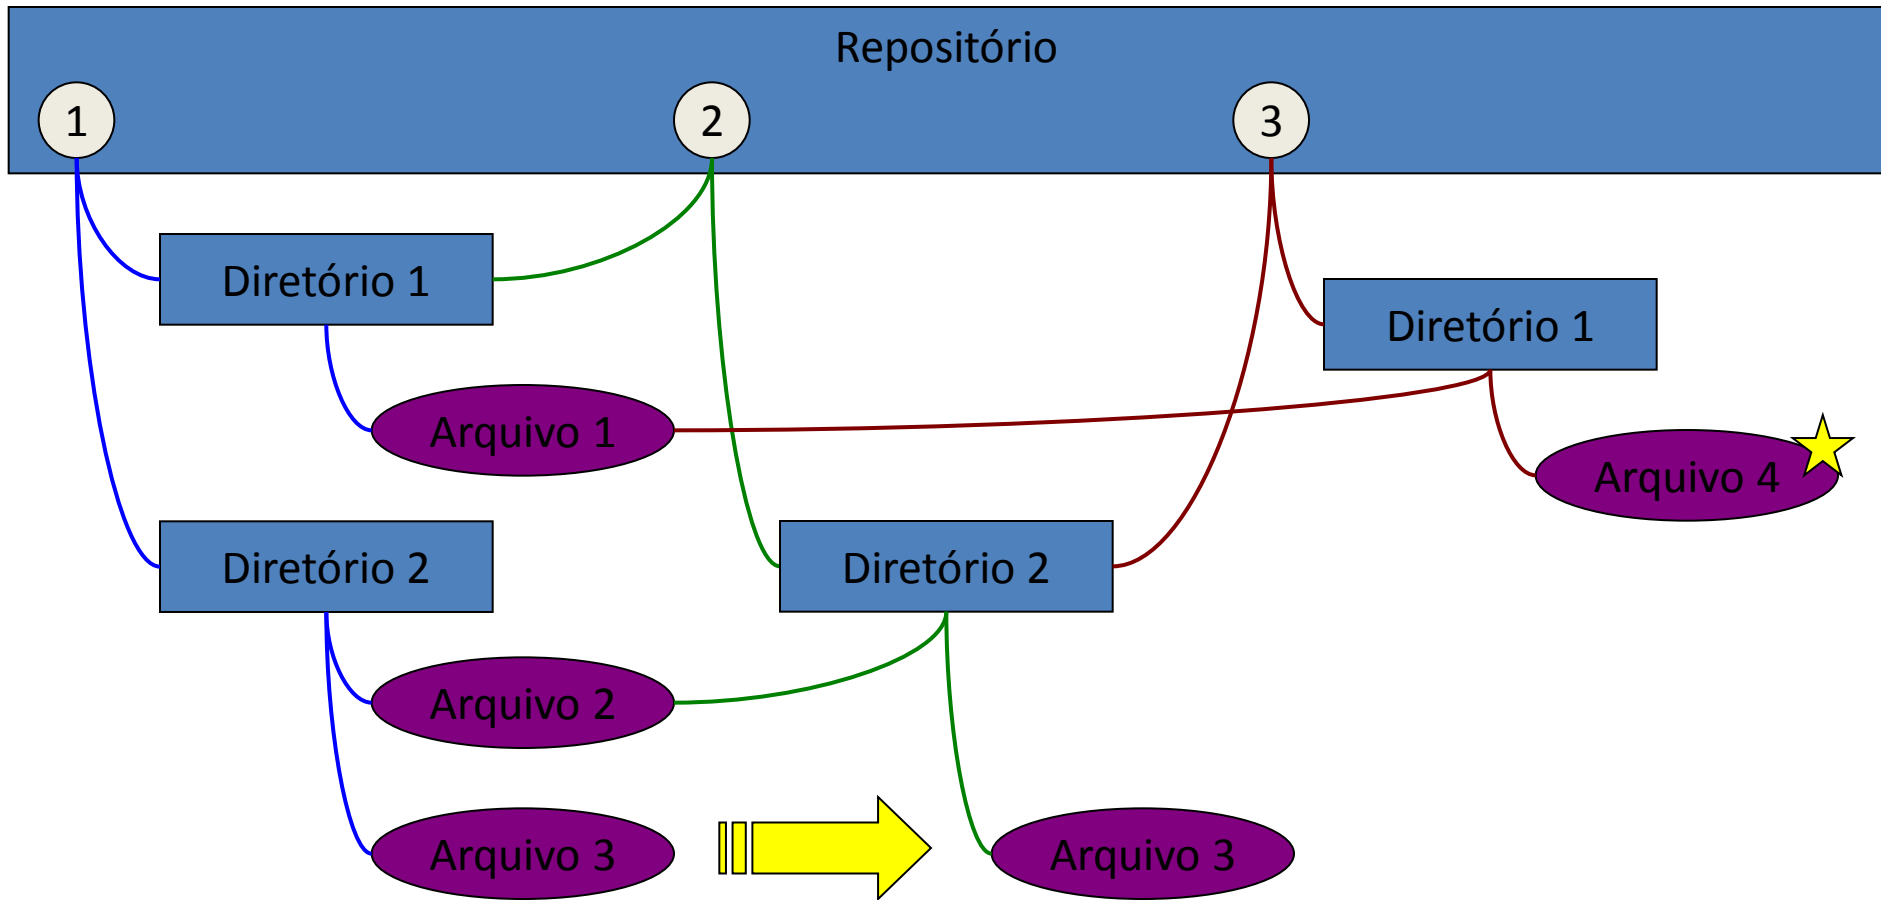 Repositório
1
2
3
Diretório 1
Diretório 1
Arquivo 1
Arquivo 4
Diretório 2
Diretório 2
Arquivo 2
Arquivo 3
Arquivo 3